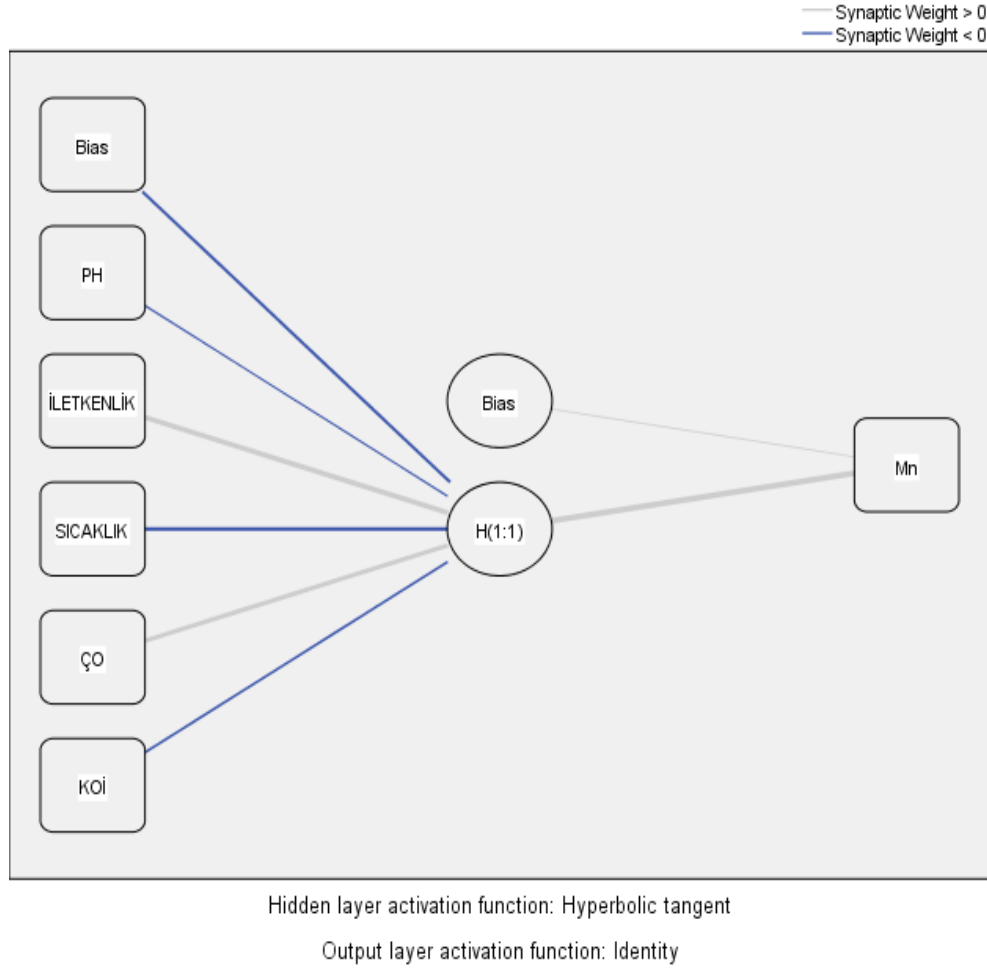 Synaptic Weight > 0
Synaptic Weight < 0
Bias
PH
İLETKENLİK
SICAKLIK
ÇO
KOİ
Bias
H(1:1)
Mn
Hidden layer activation function: Hyperbolic tangent
Output layer activation function: Identity